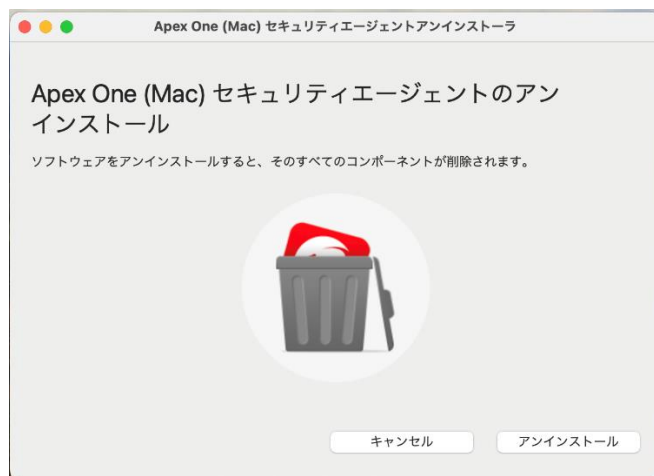 Apex One (Mac) セキュリティエージェントアンインストーラ
Apex One (Mac) セキュリティエージェントのアン
インストール
ソフトウェアをアンインストールすると、そのすべてのコンポーネントが削除されます。
キャンセル
アンインストール